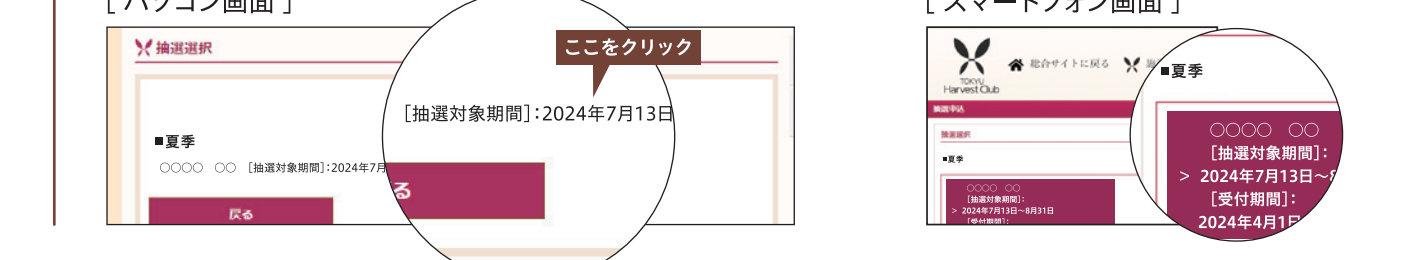 [ パソコン画面 ]
抽選選択
ここをクリック
[抽選対象期間]：2024年7月13日
■夏季
○○○○ ○○ [抽選対象期間]：2024年7月
る
戻る
[ スマートフォン画面 ]
TOKYU
Harvest Club
総合サイトに戻る
抽選申込
抽選選択
■夏季
○○○○ ○○
[抽選対象期間]：
> 2024年7月13日～8月31日
[受付期間]：
■夏季
○○○○ ○○
[抽選対象期間]：
> 2024年7月13日～8
[受付期間]：
2024年4月1日